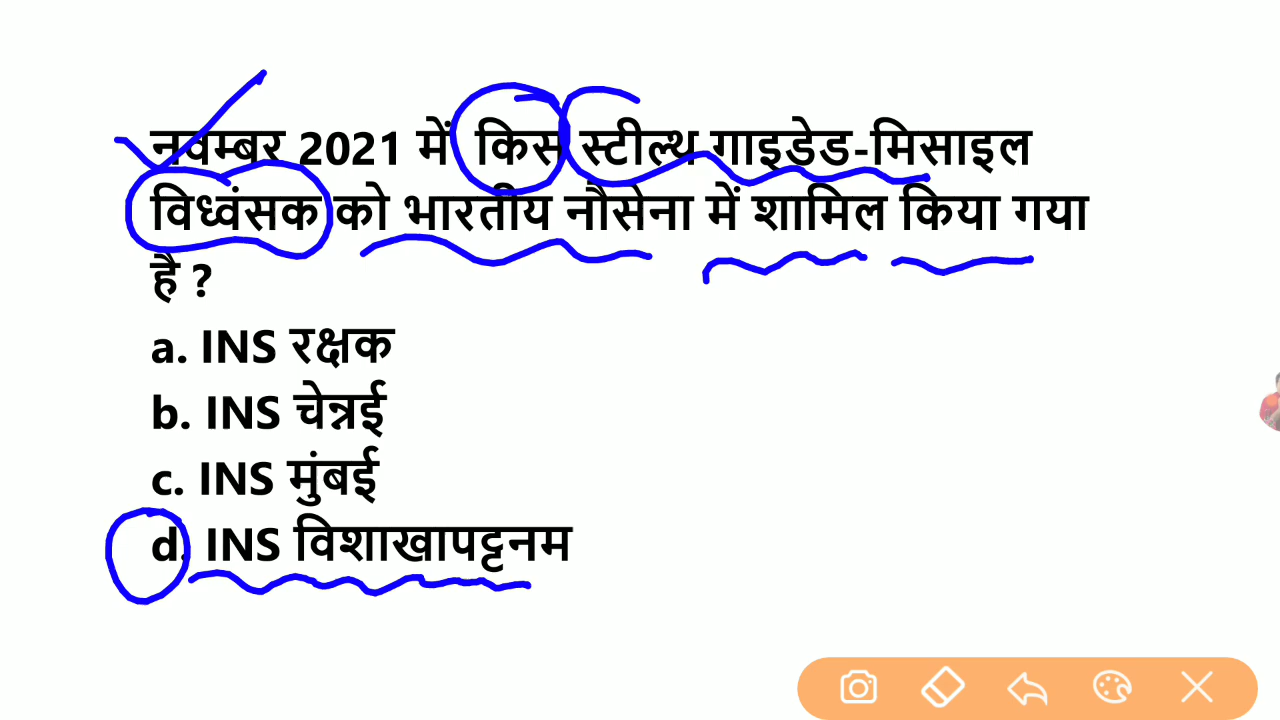 नवम्बर 2021 में किस स्टील्थ गाइडेड-मिसाइल
विध्वंसक को भारतीय नौसेना में शामिल किया गया
है ?
a. INS रक्षक
b. INS चेन्नई
c. INS मुंबई
d. INS विशाखापट्टनम